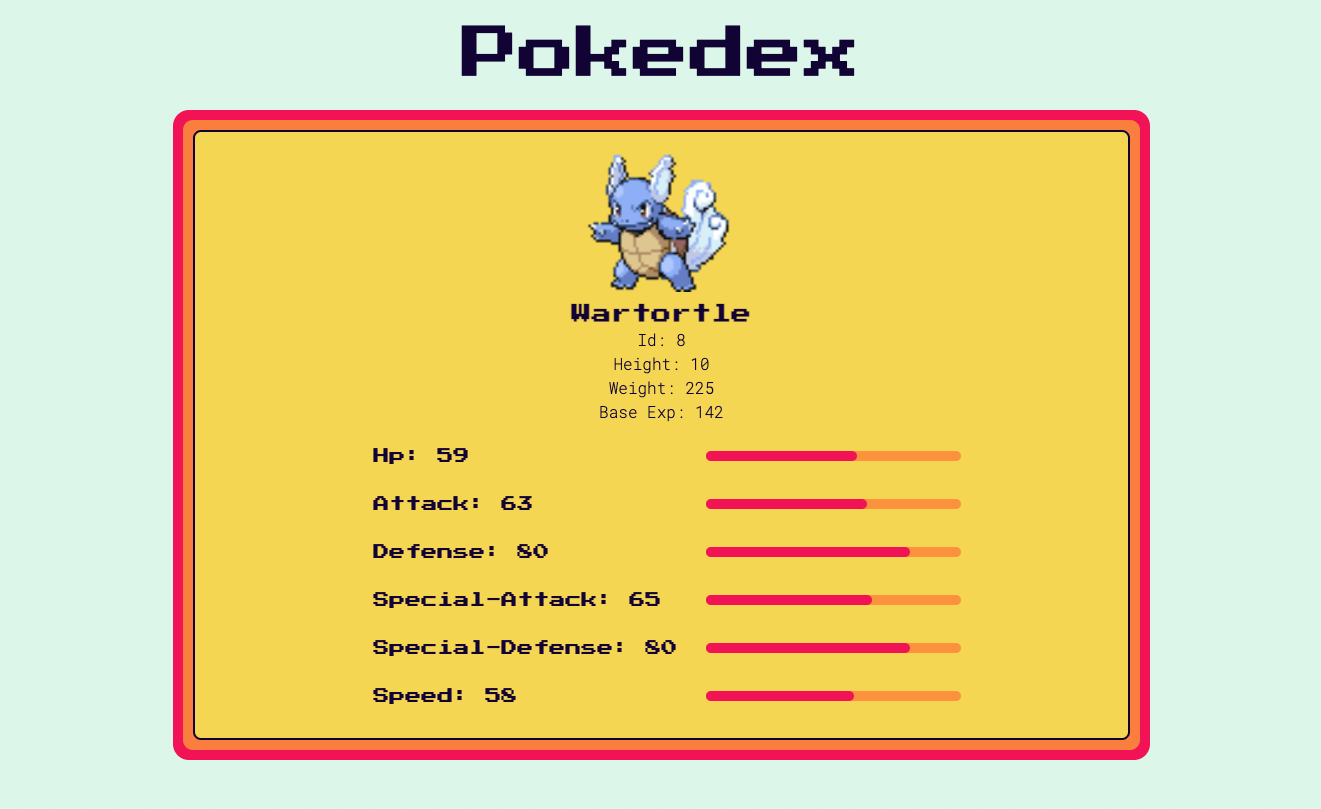 Pokedex
Wartortle
Id: 8
Height: 10
Weight: 225
Base Exp: 142
Hp: 59
Attack: 63
Defense: 80
Special-Attack: 65
Special-Defense: 80
Speed: 58